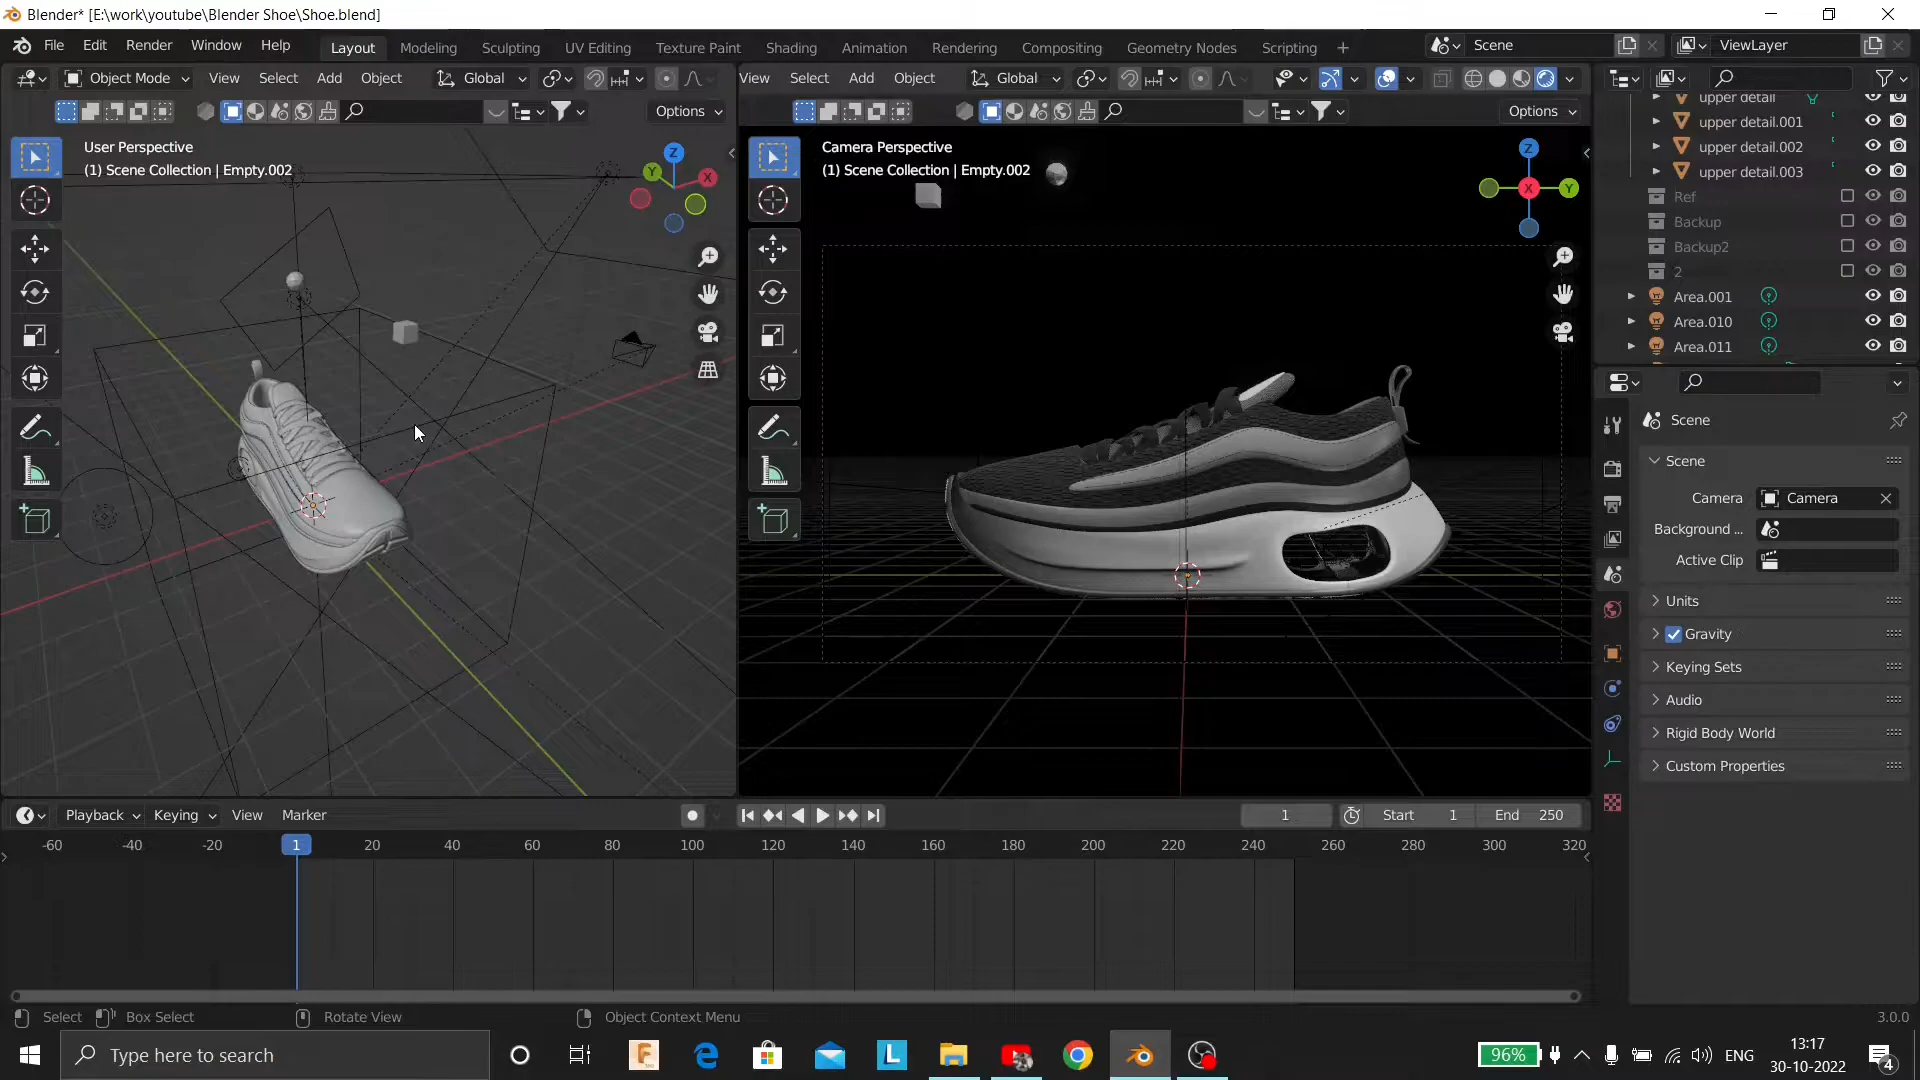 Blender* [E:\work\youtube\Blender Shoe\Shoe.blend]
File Edit Render Window Help Layout Modeling Sculpting UV Editing Texture Paint Shading Animation Rendering Compositing Geometry Nodes Scripting + Scene ViewLayer
Object Mode View Select Add Object Global View Select Add Object Global
Options Options
upper detail
upper detail.001
upper detail.002
upper detail.003
Ref
Backup
Backup2
2
Area.001
Area.010
Area.011
User Perspective
(1) Scene Collection | Empty.002
Z
Y
X
Camera Perspective
(1) Scene Collection | Empty.002
Z
X
Y
Scene
Scene
Camera Camera
Background ...
Active Clip
Units
Gravity
Keying Sets
Audio
Rigid Body World
Custom Properties
Playback Keying View Marker 1 Start 1 End 250
-60 -40 -20 1 20 40 60 80 100 120 140 160 180 200 220 240 260 280 300 320
Select Box Select Rotate View Object Context Menu 3.0.0
Type here to search
96% ENG
13:17
30-10-2022
4